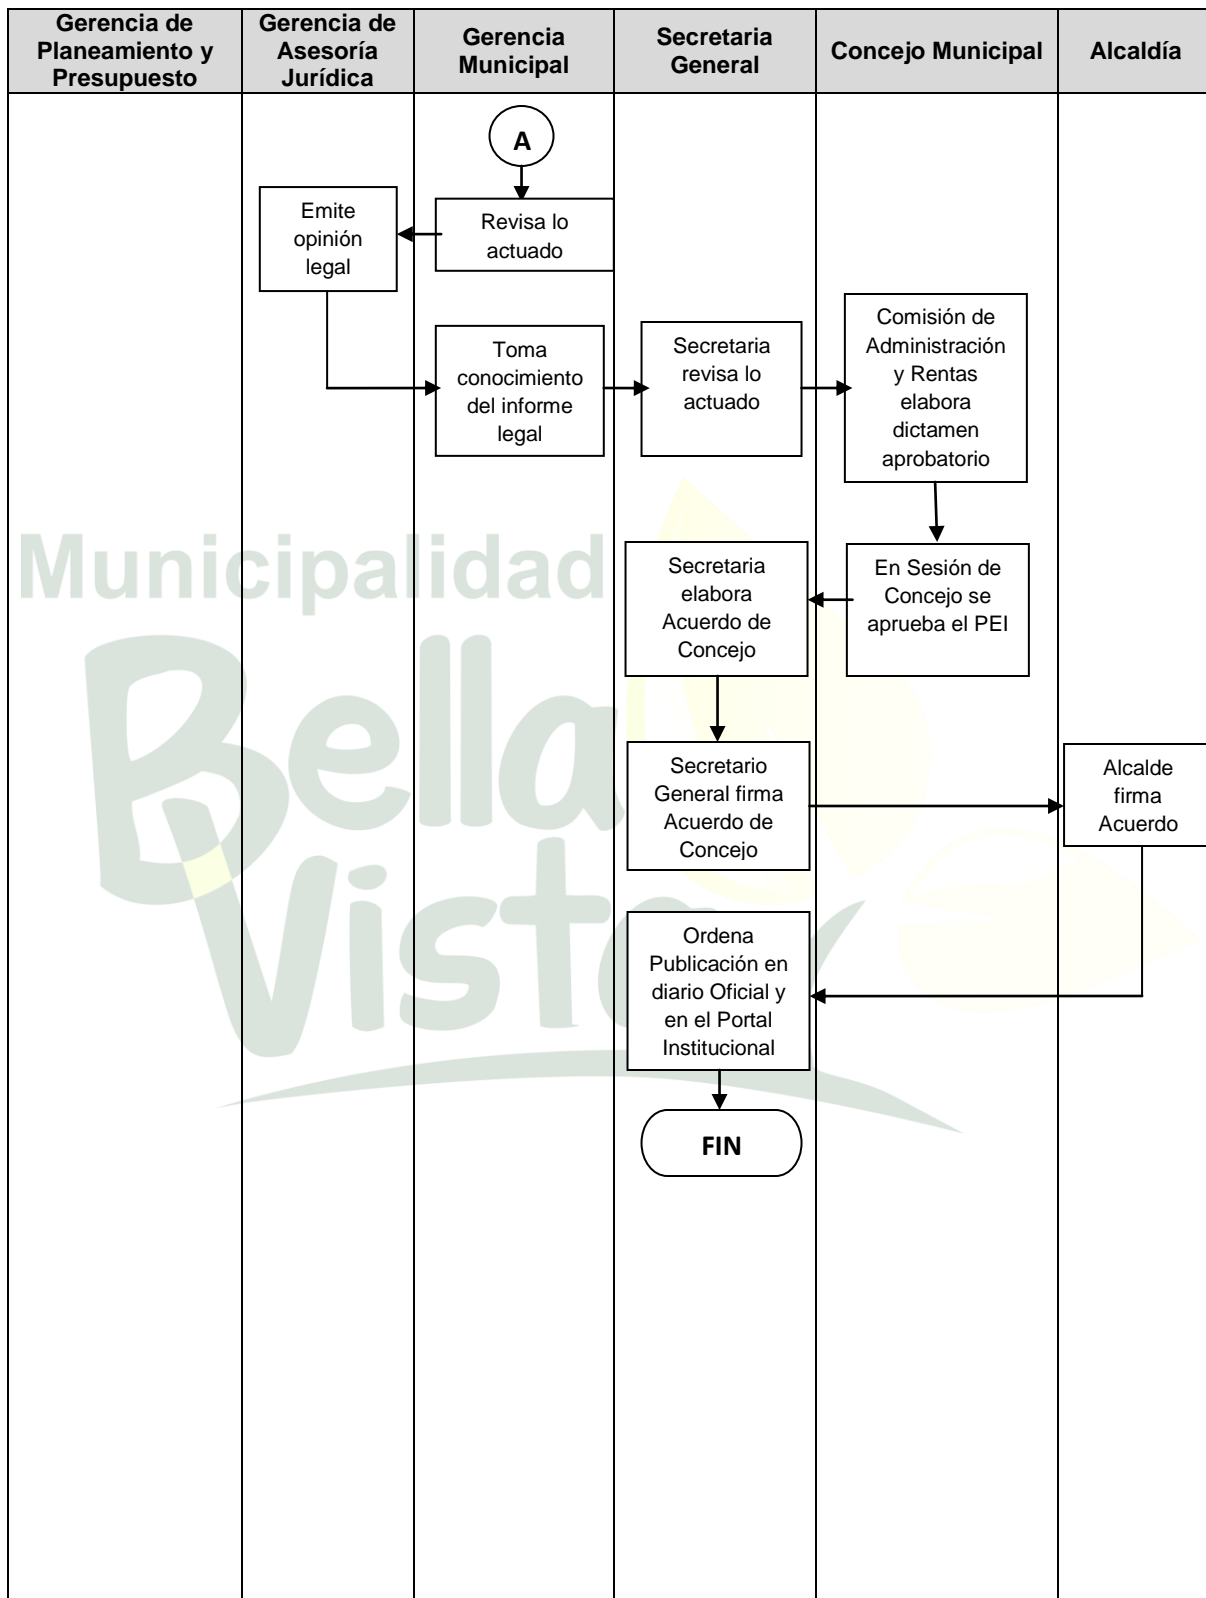 Gerencia de
Planeamiento y
Presupuesto
Gerencia de
Asesoría
Jurídica
Gerencia
Municipal
Secretaria
General
Concejo Municipal
Alcaldía
A
Revisa lo
actuado
Emite
opinión
legal
Toma
conocimiento
del informe
legal
Secretaria
revisa lo
actuado
Comisión de
Administración
y Rentas
elabora
dictamen
aprobatorio
En Sesión de
Concejo se
aprueba el PEI
Secretaria
elabora
Acuerdo de
Concejo
Secretario
General firma
Acuerdo de
Concejo
Alcalde
firma
Acuerdo
Ordena
Publicación en
diario Oficial y
en el Portal
Institucional
FIN
Municipalidad
Bella
Vista